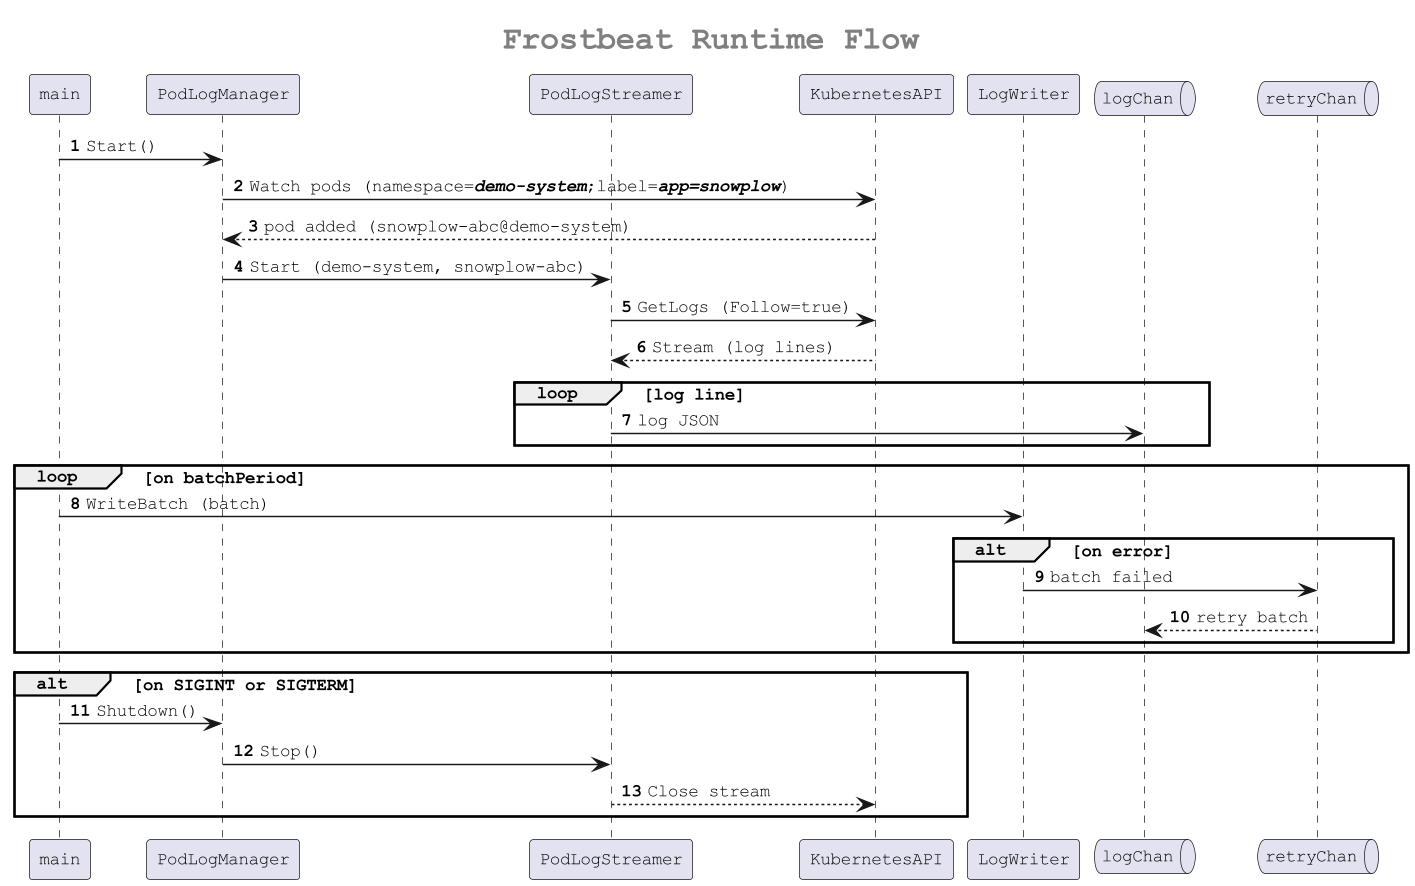 Frostbeat Runtime Flow
main PodLogManager PodLogStreamer KubernetesAPI LogWriter logChan retryChan
1 Start()
2 Watch pods (namespace=demo-system;label=app=snowplow)
3 pod added (snowplow-abc@demo-system)
4 Start (demo-system, snowplow-abc)
5 GetLogs (Follow=true)
6 Stream (log lines)
loop [log line]
7 log JSON
loop [on batchPeriod]
8 WriteBatch (batch)
alt [on error]
9 batch failed
10 retry batch
alt [on SIGINT or SIGTERM]
11 Shutdown()
12 Stop()
13 Close stream
main PodLogManager PodLogStreamer KubernetesAPI LogWriter logChan retryChan